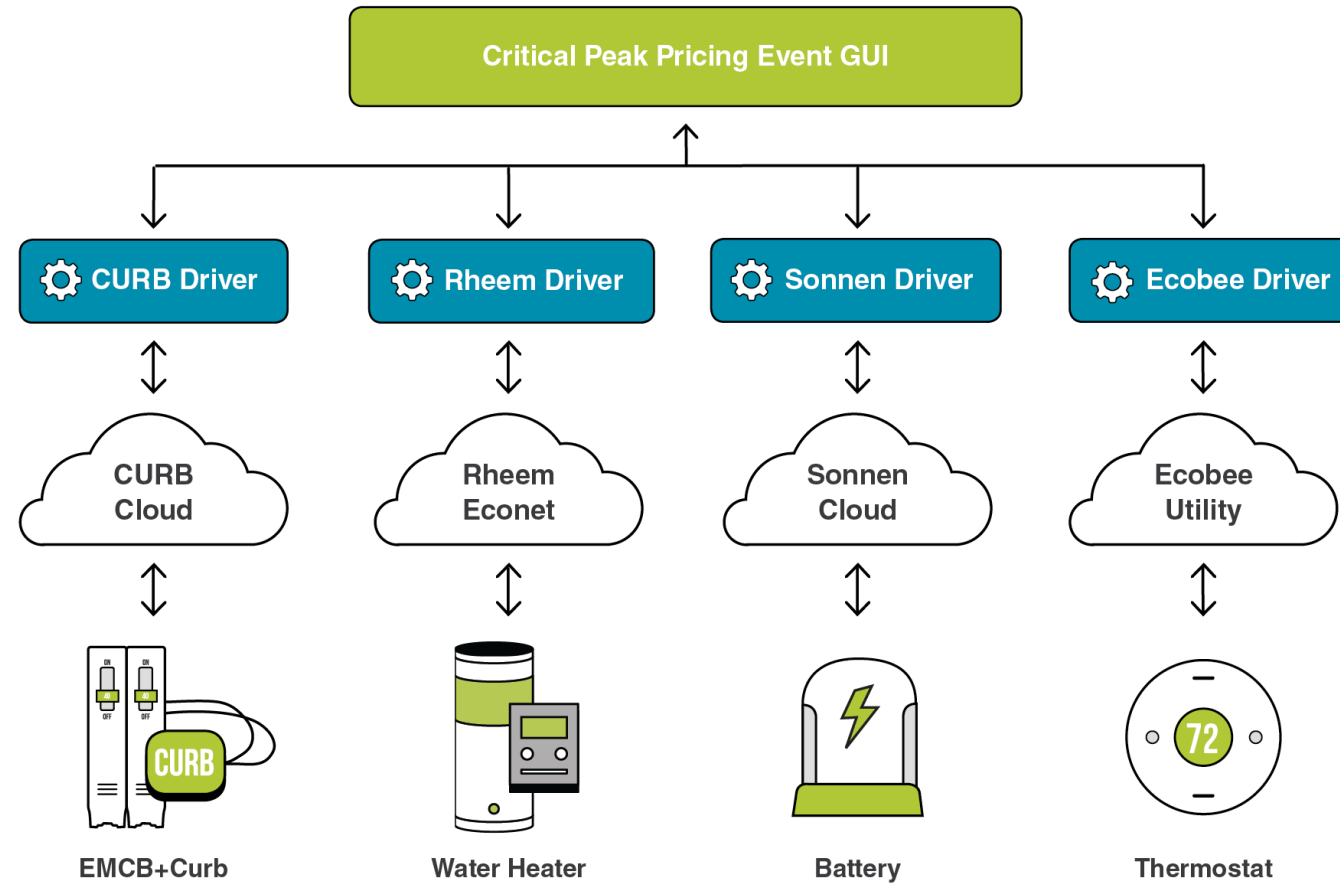 Critical Peak Pricing Event GUI
CURB Driver
Rheem Driver
Sonnen Driver
Ecobee Driver
CURB
Cloud
Rheem
Econet
Sonnen
Cloud
Ecobee
Utility
ON
40
OFF
ON
40
OFF
CURB
72
EMCB+Curb
Water Heater
Battery
Thermostat